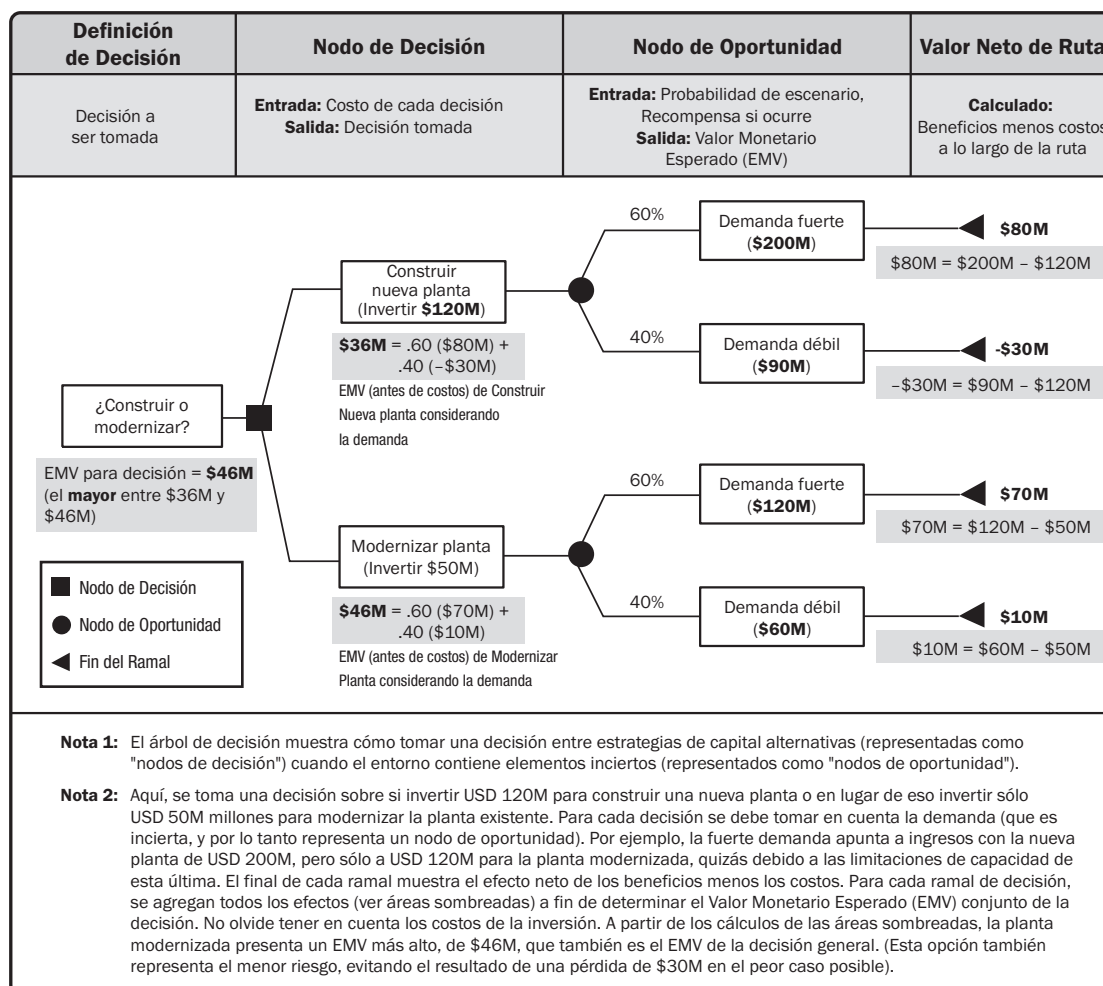 Definición
de Decisión
Nodo de Decisión
Nodo de Oportunidad
Valor Neto de Ruta
Decisión a
ser tomada
Entrada: Costo de cada decisión
Salida: Decisión tomada
Entrada: Probabilidad de escenario,
Recompensa si ocurre
Salida: Valor Monetario
Esperado (EMV)
Calculado:
Beneficios menos costos
a lo largo de la ruta
¿Construir o
modernizar?
EMV para decisión = $46M
(el mayor entre $36M y
$46M)
Construir
nueva planta
(Invertir $120M)
$36M = .60 ($80M) +
.40 (–$30M)
EMV (antes de costos) de Construir
Nueva planta considerando
la demanda
60%
Demanda fuerte
($200M)
$80M
$80M = $200M – $120M
40%
Demanda débil
($90M)
-$30M
–$30M = $90M – $120M
Modernizar planta
(Invertir $50M)
$46M = .60 ($70M) +
.40 ($10M)
EMV (antes de costos) de Modernizar
Planta considerando la demanda
60%
Demanda fuerte
($120M)
$70M
$70M = $120M – $50M
40%
Demanda débil
($60M)
$10M
$10M = $60M – $50M
Nodo de Decisión
Nodo de Oportunidad
Fin del Ramal
Nota 1: El árbol de decisión muestra cómo tomar una decisión entre estrategias de capital alternativas (representadas como
"nodos de decisión") cuando el entorno contiene elementos inciertos (representados como "nodos de oportunidad").
Nota 2: Aquí, se toma una decisión sobre si invertir USD 120M para construir una nueva planta o en lugar de eso invertir sólo
USD 50M millones para modernizar la planta existente. Para cada decisión se debe tomar en cuenta la demanda (que es
incierta, y por lo tanto representa un nodo de oportunidad). Por ejemplo, la fuerte demanda apunta a ingresos con la nueva
planta de USD 200M, pero sólo a USD 120M para la planta modernizada, quizás debido a las limitaciones de capacidad de
esta última. El final de cada ramal muestra el efecto neto de los beneficios menos los costos. Para cada ramal de decisión,
se agregan todos los efectos (ver áreas sombreadas) a fin de determinar el Valor Monetario Esperado (EMV) conjunto de la
decisión. No olvide tener en cuenta los costos de la inversión. A partir de los cálculos de las áreas sombreadas, la planta
modernizada presenta un EMV más alto, de $46M, que también es el EMV de la decisión general. (Esta opción también
representa el menor riesgo, evitando el resultado de una pérdida de $30M en el peor caso posible).